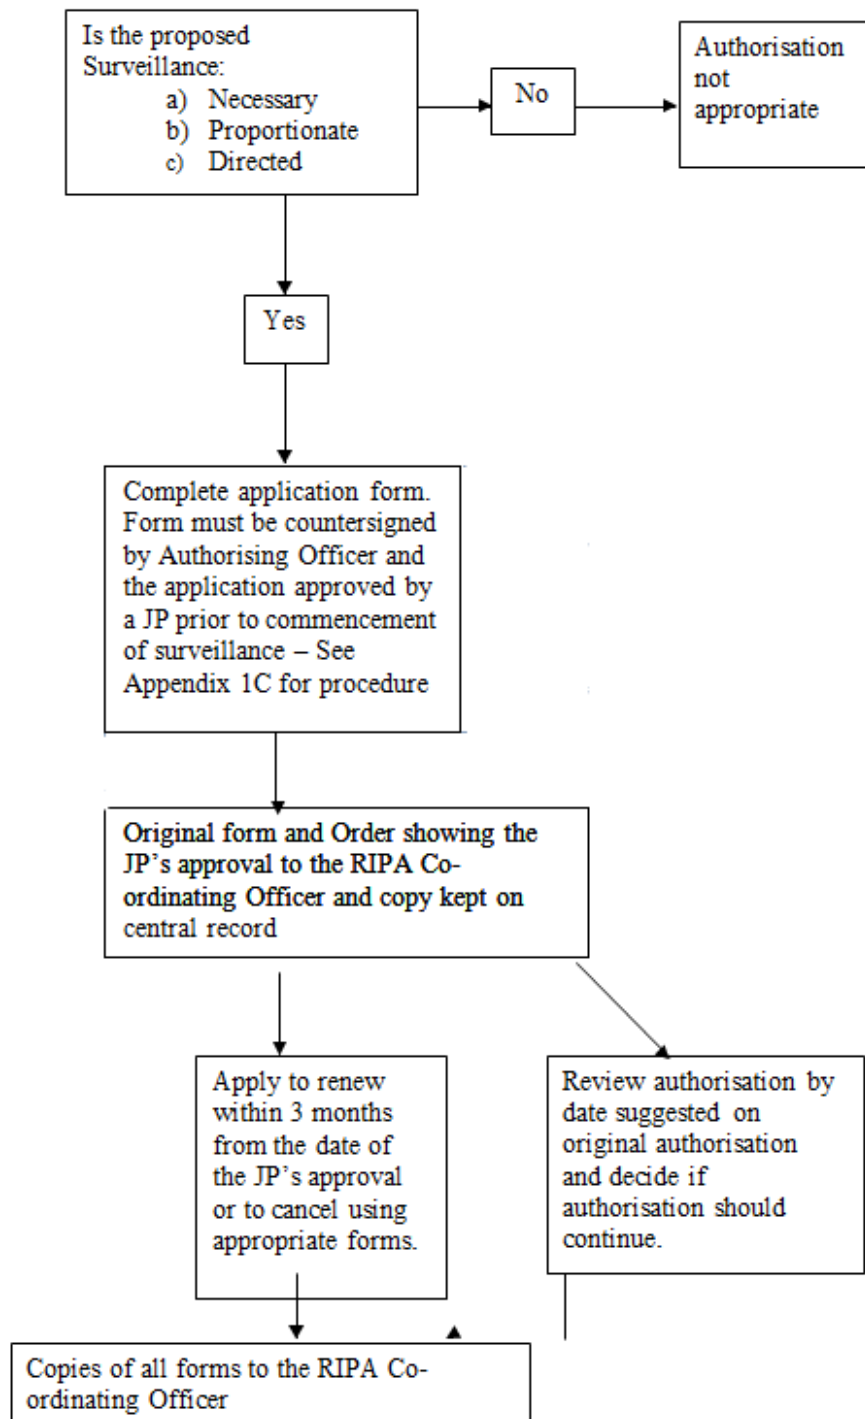 Is the proposed
Surveillance:
a) Necessary
b) Proportionate
c) Directed
No
Authorisation
not
appropriate
Yes
Complete application form.
Form must be countersigned
by Authorising Officer and
the application approved by
a JP prior to commencement
of surveillance – See
Appendix 1C for procedure
Original form and Order showing the
JP’s approval to the RIPA Co-
ordinating Officer and copy kept on
central record
Apply to renew
within 3 months
from the date of
the JP’s approval
or to cancel using
appropriate forms.
Review authorisation by
date suggested on
original authorisation
and decide if
authorisation should
continue.
Copies of all forms to the RIPA Co-
ordinating Officer